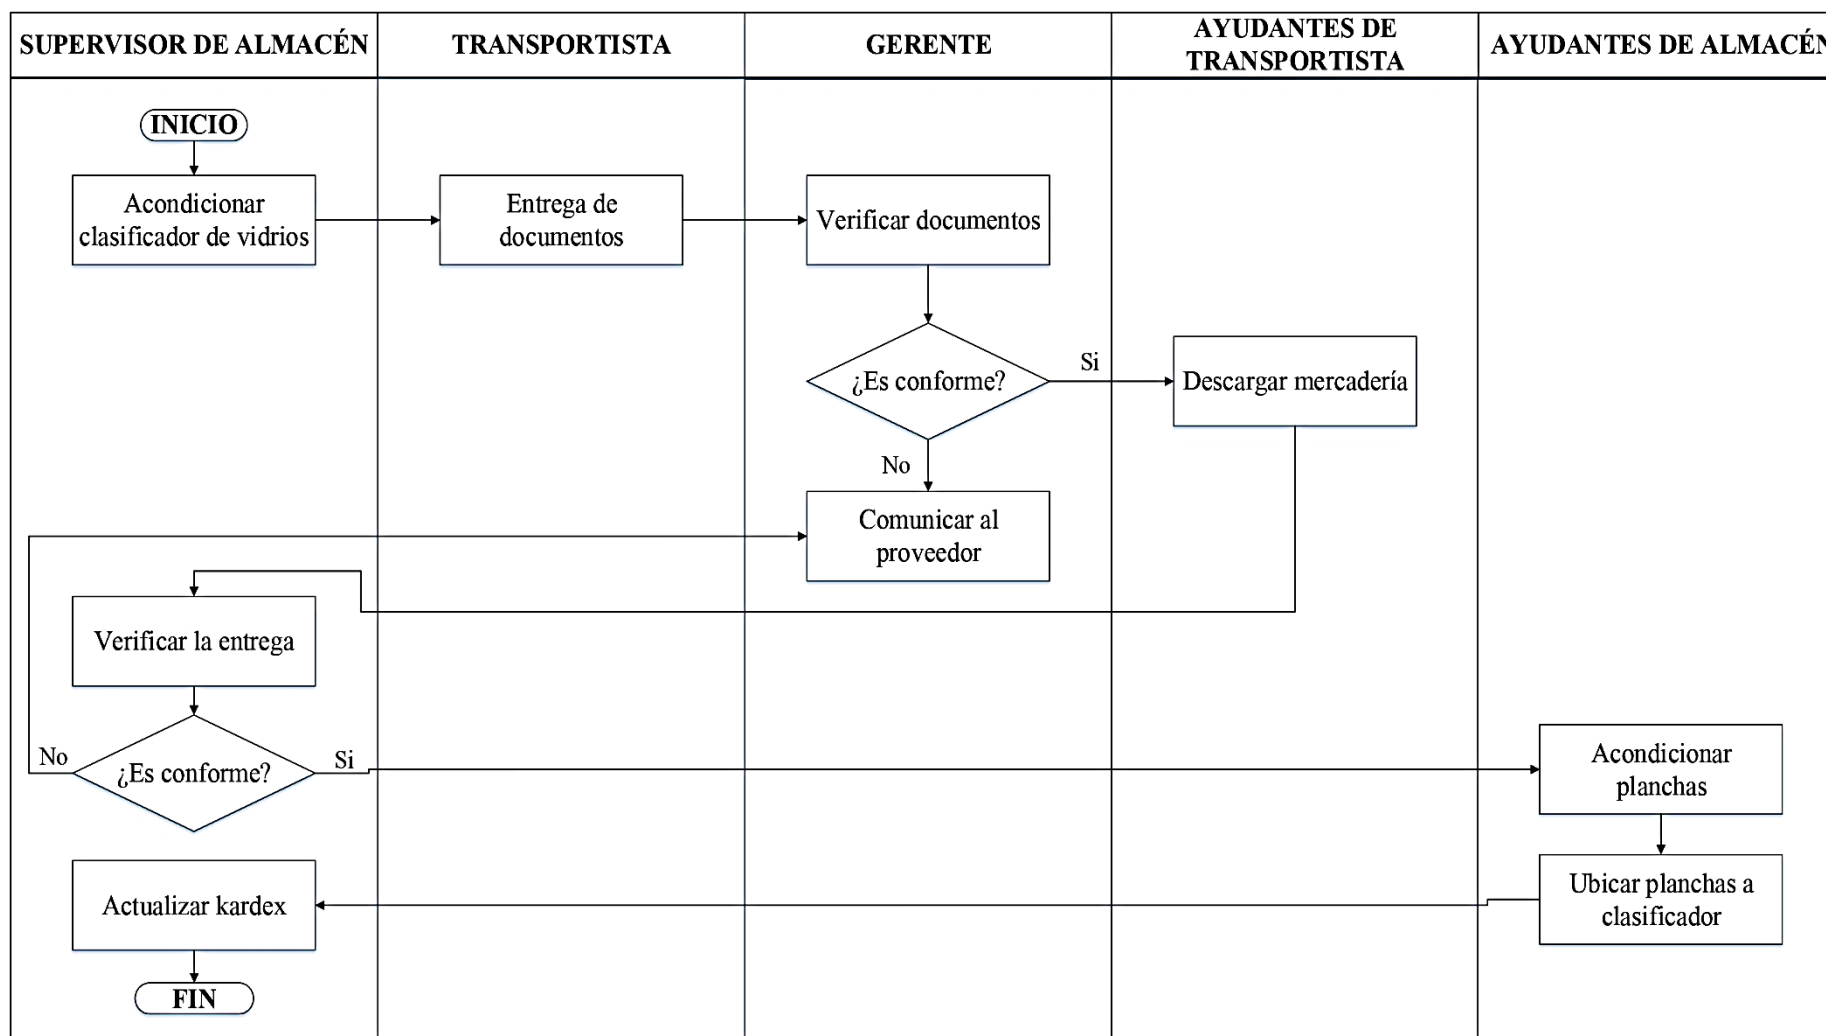 SUPERVISOR DE ALMACÉN
TRANSPORTISTA
GERENTE
AYUDANTES DE
TRANSPORTISTA
AYUDANTES DE ALMACÉN
INICIO
Acondicionar
clasificador de vidrios
Entrega de
documentos
Verificar documentos
¿Es conforme?
Si
Descargar mercadería
No
Comunicar al
proveedor
Verificar la entrega
No
¿Es conforme?
Si
Acondicionar
planchas
Ubicar planchas a
clasificador
Actualizar kardex
FIN